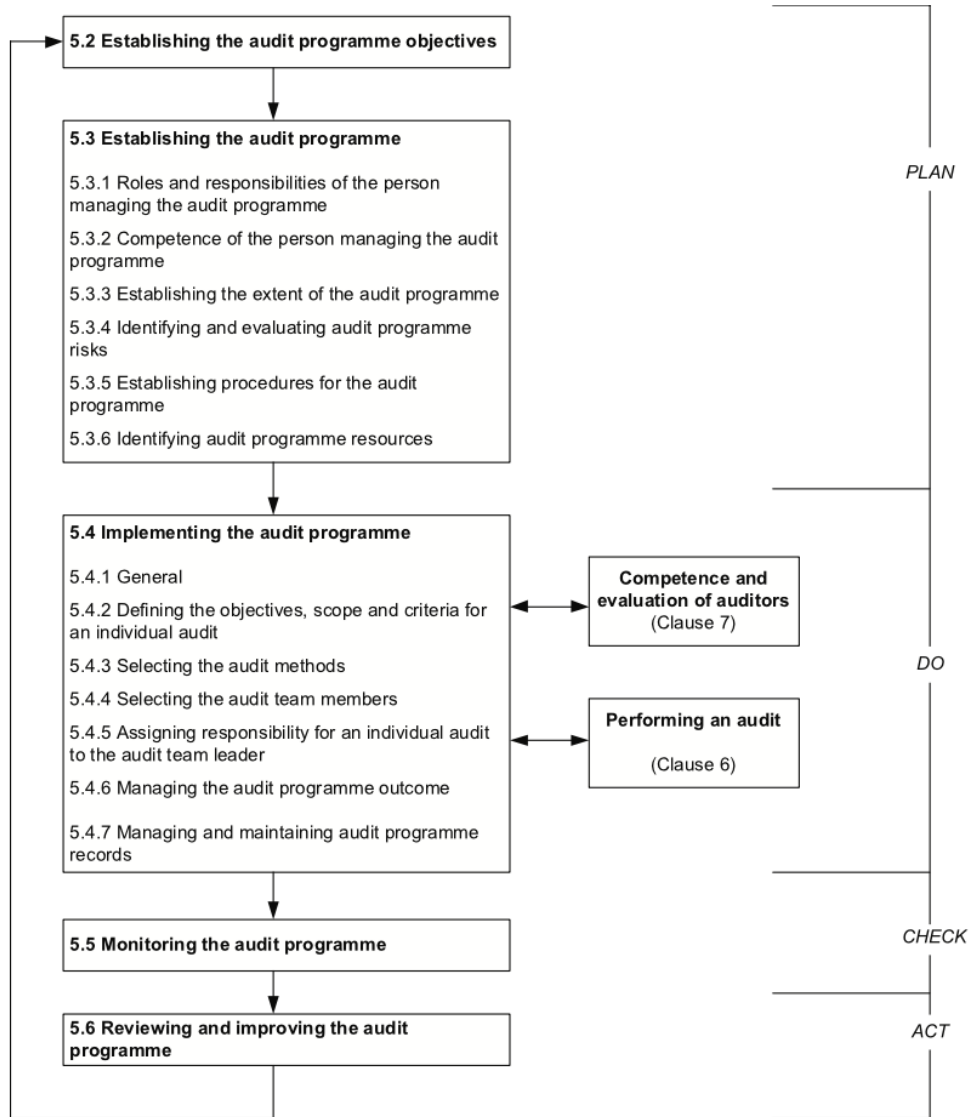 5.2 Establishing the audit programme objectives
5.3 Establishing the audit programme
5.3.1 Roles and responsibilities of the person
managing the audit programme
5.3.2 Competence of the person managing the audit
programme
5.3.3 Establishing the extent of the audit programme
5.3.4 Identifying and evaluating audit programme
risks
5.3.5 Establishing procedures for the audit
programme
5.3.6 Identifying audit programme resources
PLAN
5.4 Implementing the audit programme
5.4.1 General
5.4.2 Defining the objectives, scope and criteria for
an individual audit
5.4.3 Selecting the audit methods
5.4.4 Selecting the audit team members
5.4.5 Assigning responsibility for an individual audit
to the audit team leader
5.4.6 Managing the audit programme outcome
5.4.7 Managing and maintaining audit programme
records
Competence and
evaluation of auditors
(Clause 7)
Performing an audit
(Clause 6)
DO
5.5 Monitoring the audit programme
CHECK
5.6 Reviewing and improving the audit
programme
ACT